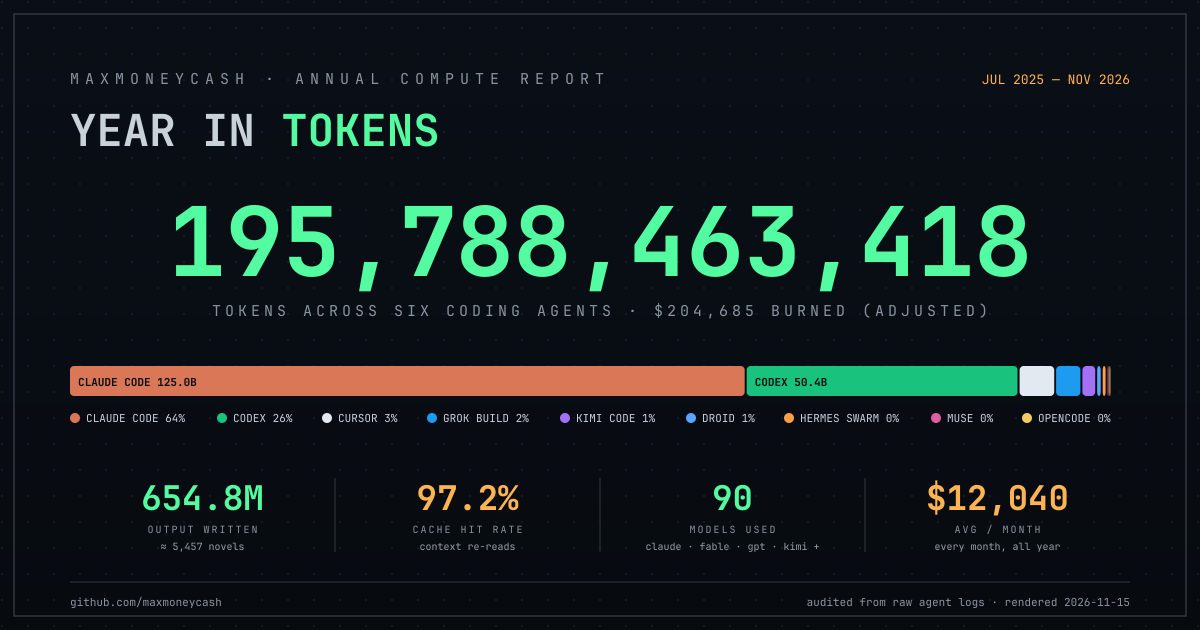 MAXMONEYCASH · ANNUAL COMPUTE REPORT
JUL 2025 — NOV 2026
YEAR IN TOKENS
195,788,463,418
TOKENS ACROSS SIX CODING AGENTS · $204,685 BURNED (ADJUSTED)
CLAUDE CODE 125.0B
CODEX 50.4B
CLAUDE CODE 64%
CODEX 26%
CURSOR 3%
GROK BUILD 2%
KIMI CODE 1%
DROID 1%
HERMES SWARM 0%
MUSE 0%
OPENCODE 0%
654.8M
OUTPUT WRITTEN
≈ 5,457 novels
97.2%
CACHE HIT RATE
context re-reads
90
MODELS USED
claude · fable · gpt · kimi +
$12,040
AVG / MONTH
every month, all year
github.com/maxmoneycash
audited from raw agent logs · rendered 2026-11-15